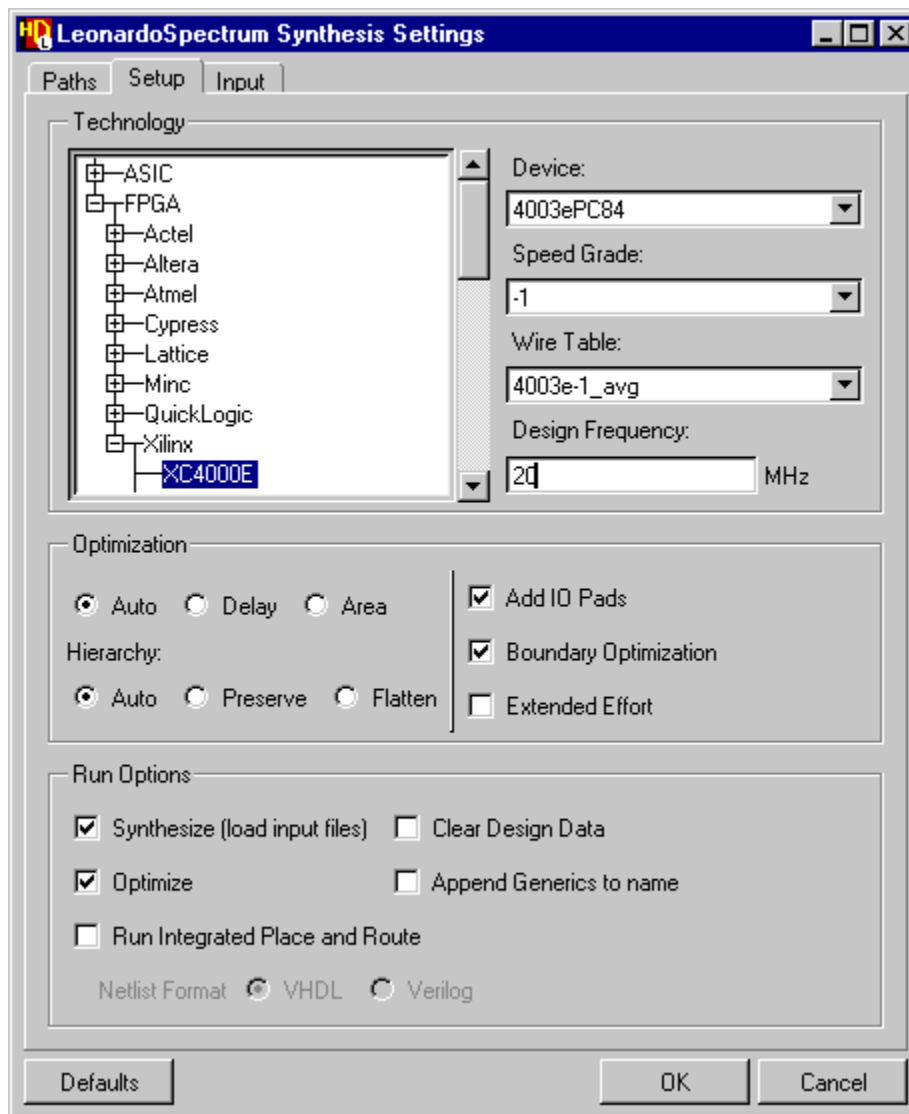 LeonardoSpectrum Synthesis Settings
Paths Setup Input
Technology
ASIC
FPGA
Actel
Altera
Atmel
Cypress
Lattice
Minc
QuickLogic
Xilinx
XC4000E
Device:
4003ePC84
Speed Grade:
-1
Wire Table:
4003e-1_avg
Design Frequency:
20 MHz
Optimization
Auto Delay Area
Hierarchy:
Auto Preserve Flatten
Add IO Pads
Boundary Optimization
Extended Effort
Run Options
Synthesize (load input files) Clear Design Data
Optimize Append Generics to name
Run Integrated Place and Route
Netlist Format VHDL Verilog
Defaults OK Cancel